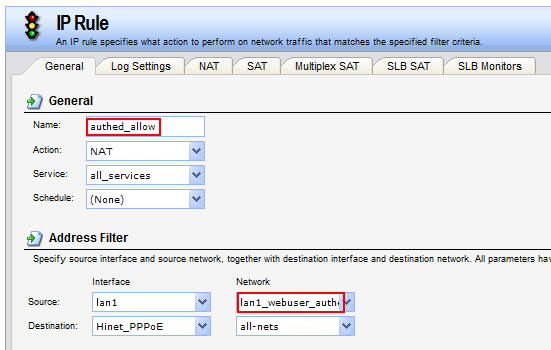 IP Rule
An IP rule specifies what action to perform on network traffic that matches the specified filter criteria.
General Log Settings NAT SAT Multiplex SAT SLB SAT SLB Monitors
General
Name: authed_allow
Action: NAT
Service: all_services
Schedule: (None)
Address Filter
Specify source interface and source network, together with destination interface and destination network. All parameters hav
Interface Network
Source: lan1 lan1_webuser_authe
Destination: Hinet_PPPoE all-nets